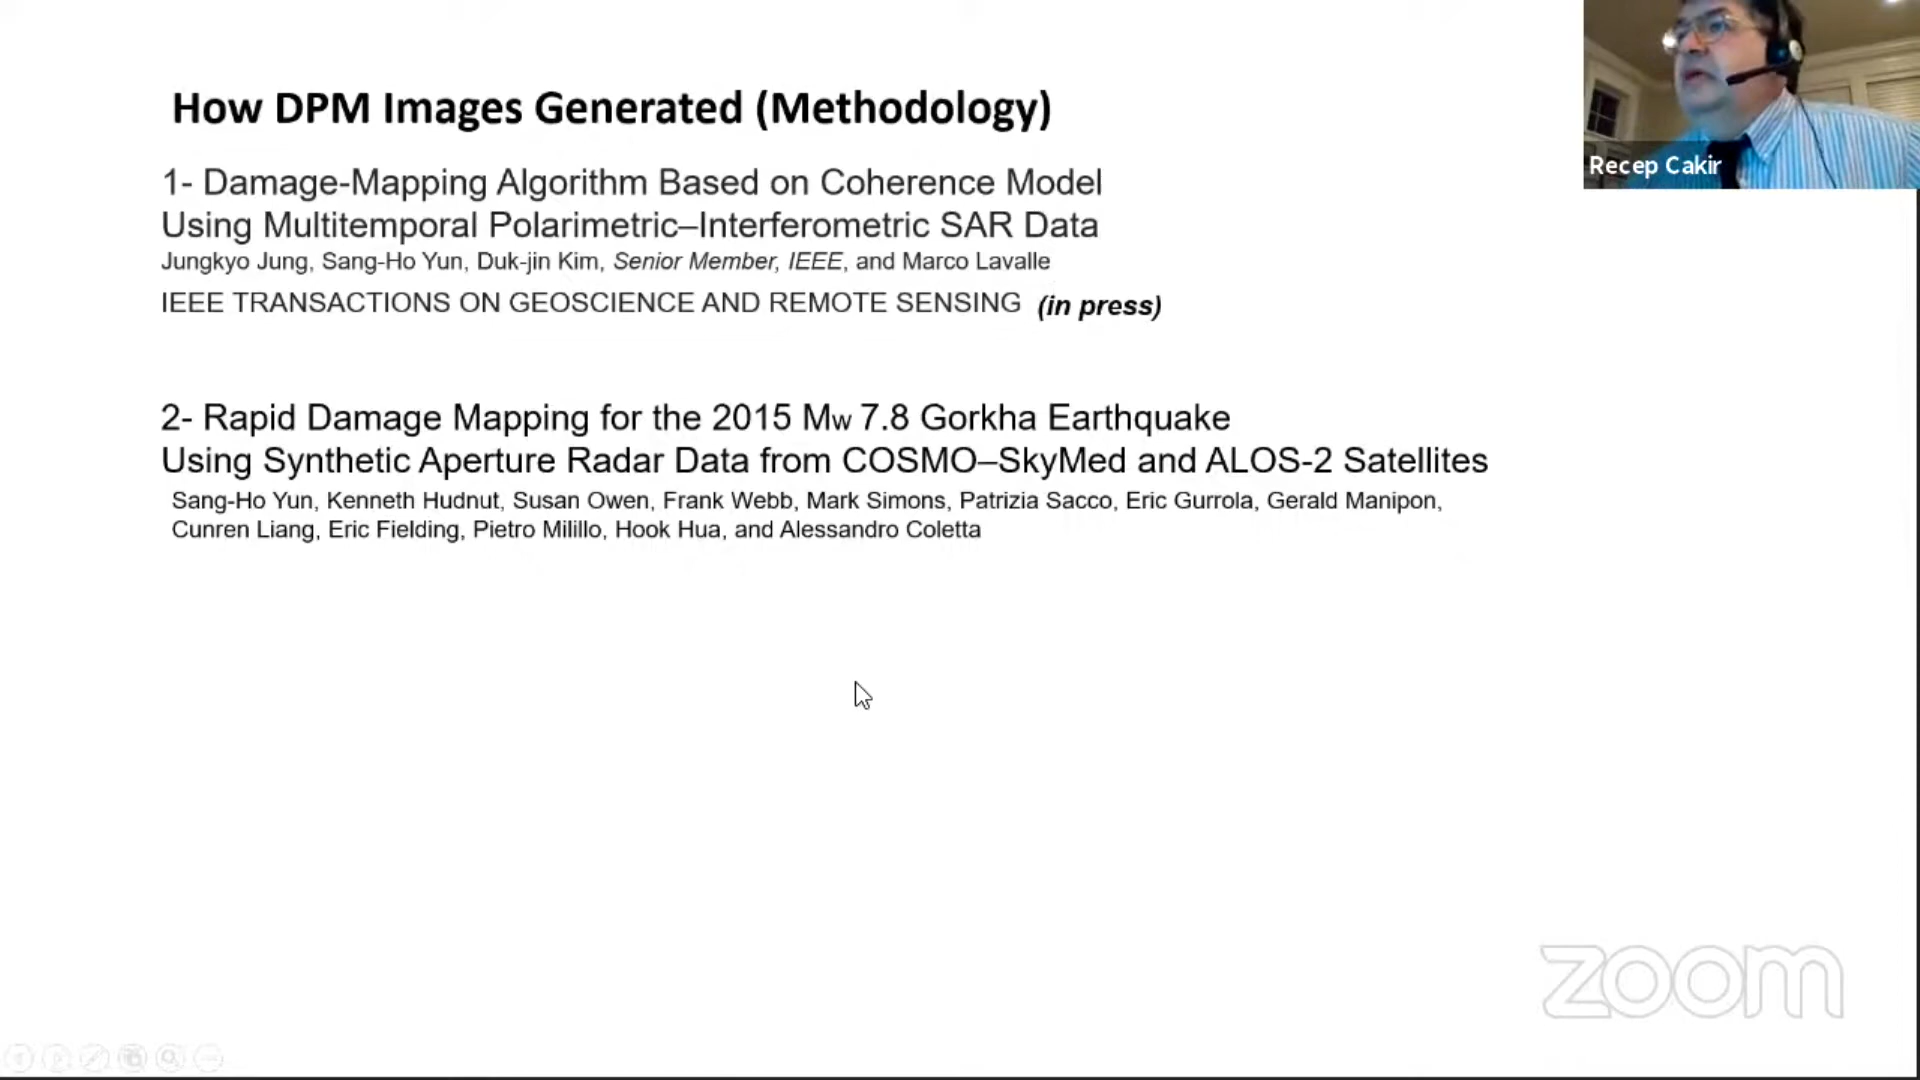 How DPM Images Generated (Methodology)
Recep Cakir
1- Damage-Mapping Algorithm Based on Coherence Model
Using Multitemporal Polarimetric–Interferometric SAR Data
Jungkyo Jung, Sang-Ho Yun, Duk-jin Kim, Senior Member, IEEE, and Marco Lavalle
IEEE TRANSACTIONS ON GEOSCIENCE AND REMOTE SENSING (in press)
2- Rapid Damage Mapping for the 2015 Mw 7.8 Gorkha Earthquake
Using Synthetic Aperture Radar Data from COSMO–SkyMed and ALOS-2 Satellites
Sang-Ho Yun, Kenneth Hudnut, Susan Owen, Frank Webb, Mark Simons, Patrizia Sacco, Eric Gurrola, Gerald Manipon,
Cunren Liang, Eric Fielding, Pietro Milillo, Hook Hua, and Alessandro Coletta
zoom